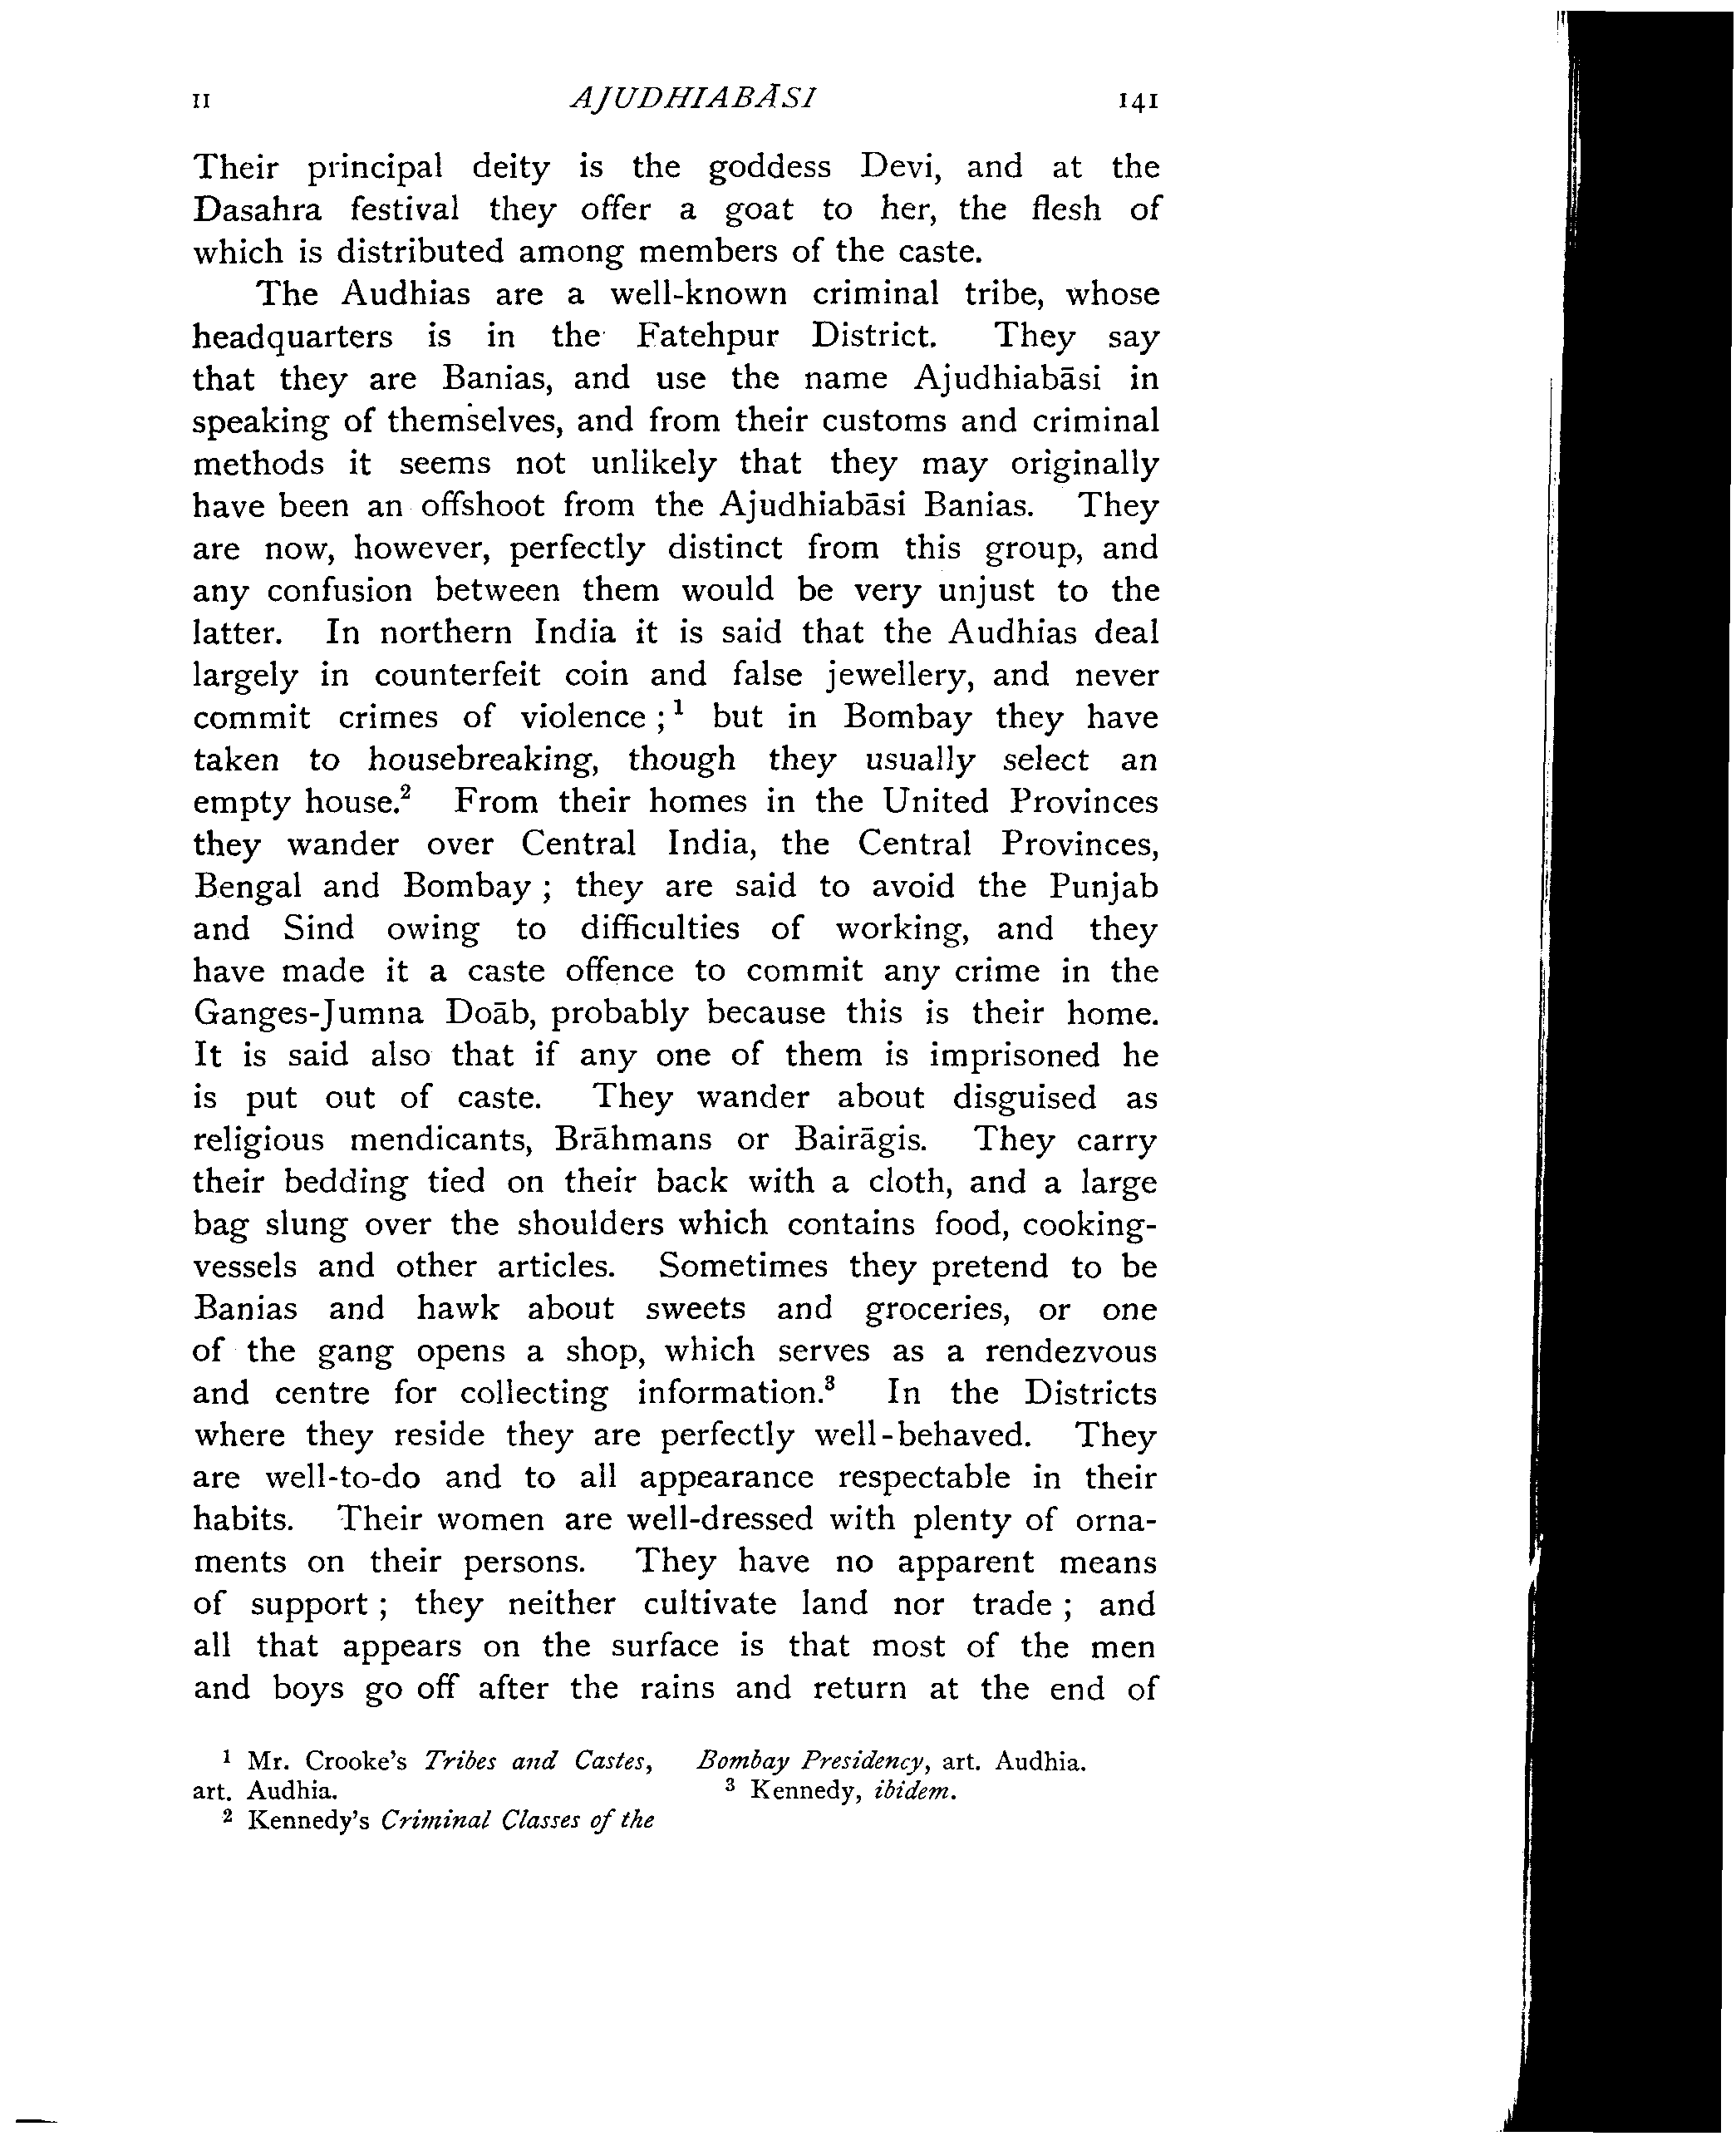 II AJUDHIABĀSI 141
Their principal deity is the goddess Devi, and at the
Dasahra festival they offer a goat to her, the flesh of
which is distributed among members of the caste.
The Audhias are a well-known criminal tribe, whose
headquarters is in the Fatehpur District. They say
that they are Banias, and use the name Ajudhiabāsi in
speaking of themselves, and from their customs and criminal
methods it seems not unlikely that they may originally
have been an offshoot from the Ajudhiabāsi Banias. They
are now, however, perfectly distinct from this group, and
any confusion between them would be very unjust to the
latter. In northern India it is said that the Audhias deal
largely in counterfeit coin and false jewellery, and never
commit crimes of violence ;¹ but in Bombay they have
taken to housebreaking, though they usually select an
empty house.² From their homes in the United Provinces
they wander over Central India, the Central Provinces,
Bengal and Bombay ; they are said to avoid the Punjab
and Sind owing to difficulties of working, and they
have made it a caste offence to commit any crime in the
Ganges-Jumna Doāb, probably because this is their home.
It is said also that if any one of them is imprisoned he
is put out of caste. They wander about disguised as
religious mendicants, Brāhmans or Bairāgis. They carry
their bedding tied on their back with a cloth, and a large
bag slung over the shoulders which contains food, cooking-
vessels and other articles. Sometimes they pretend to be
Banias and hawk about sweets and groceries, or one
of the gang opens a shop, which serves as a rendezvous
and centre for collecting information.³ In the Districts
where they reside they are perfectly well-behaved. They
are well-to-do and to all appearance respectable in their
habits. Their women are well-dressed with plenty of orna-
ments on their persons. They have no apparent means
of support ; they neither cultivate land nor trade ; and
all that appears on the surface is that most of the men
and boys go off after the rains and return at the end of
¹ Mr. Crooke's Tribes and Castes,
art. Audhia.
² Kennedy's Criminal Classes of the
Bombay Presidency, art. Audhia.
³ Kennedy, ibidem.